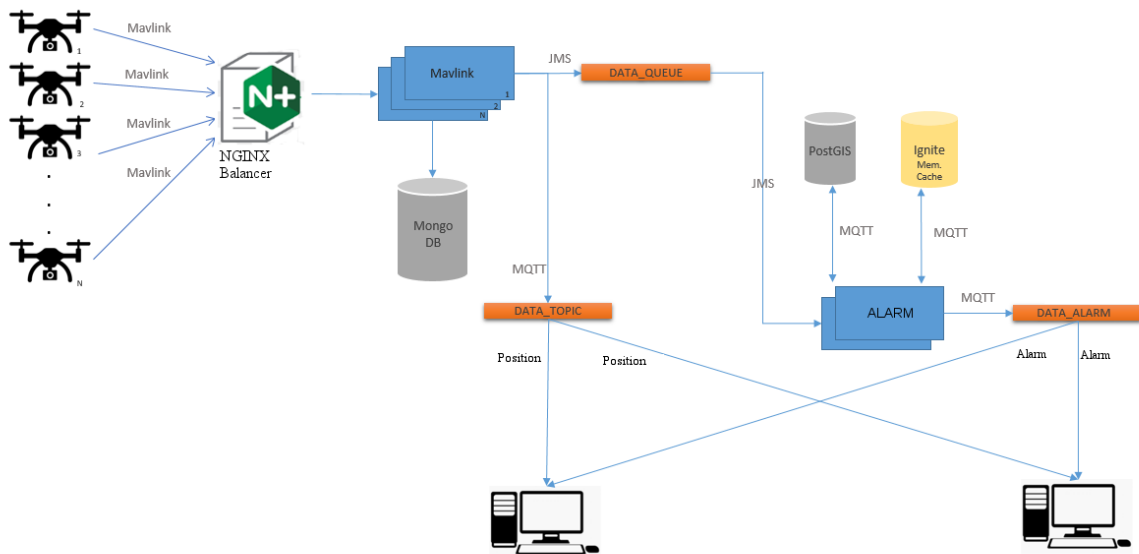 Mavlink
1
Mavlink
2
Mavlink
3
Mavlink
N
N+
NGINX
Balancer
Mavlink
1
2
N
Mongo
DB
JMS
DATA_QUEUE
JMS
MQTT
DATA_TOPIC
Position
Position
PostGIS
Ignite
Mem.
Cache
MQTT
MQTT
ALARM
MQTT
DATA_ALARM
Alarm
Alarm